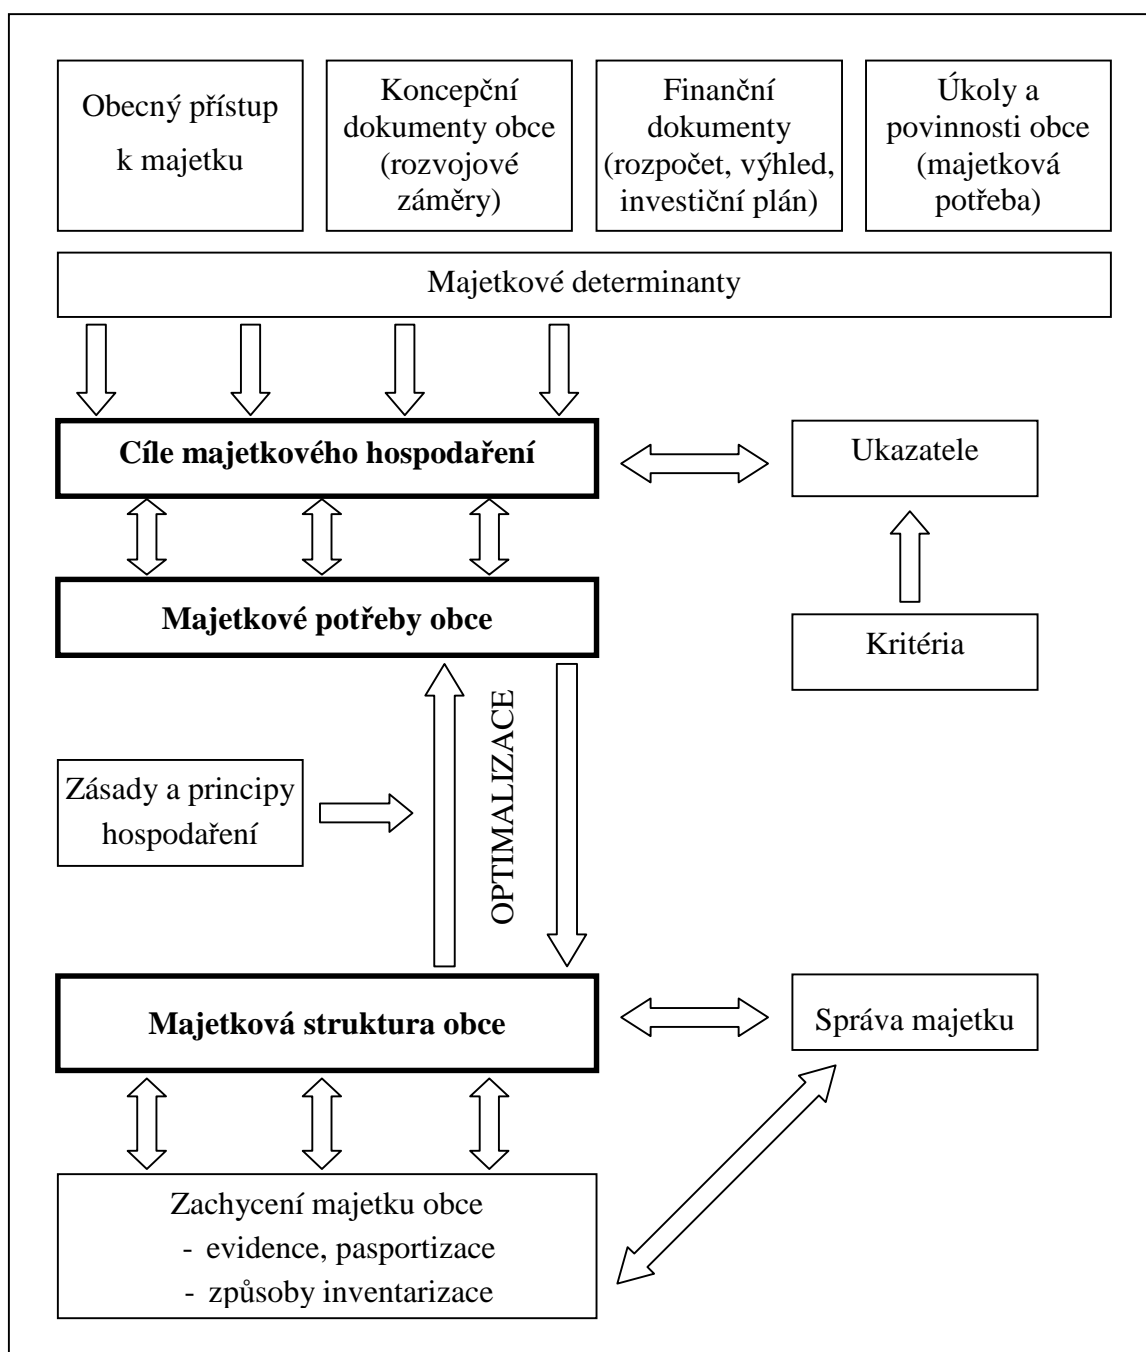 Obecný přístup
k majetku
Koncepční
dokumenty obce
(rozvojové
záměry)
Finanční
dokumenty
(rozpočet, výhled,
investiční plán)
Úkoly a
povinnosti obce
(majetková
potřeba)
Majetkové determinanty
Cíle majetkového hospodaření
Ukazatele
Majetkové potřeby obce
Kritéria
Zásady a principy
hospodaření
OPTIMALIZACE
Majetková struktura obce
Správa majetku
Zachycení majetku obce
- evidence, pasportizace
- způsoby inventarizace